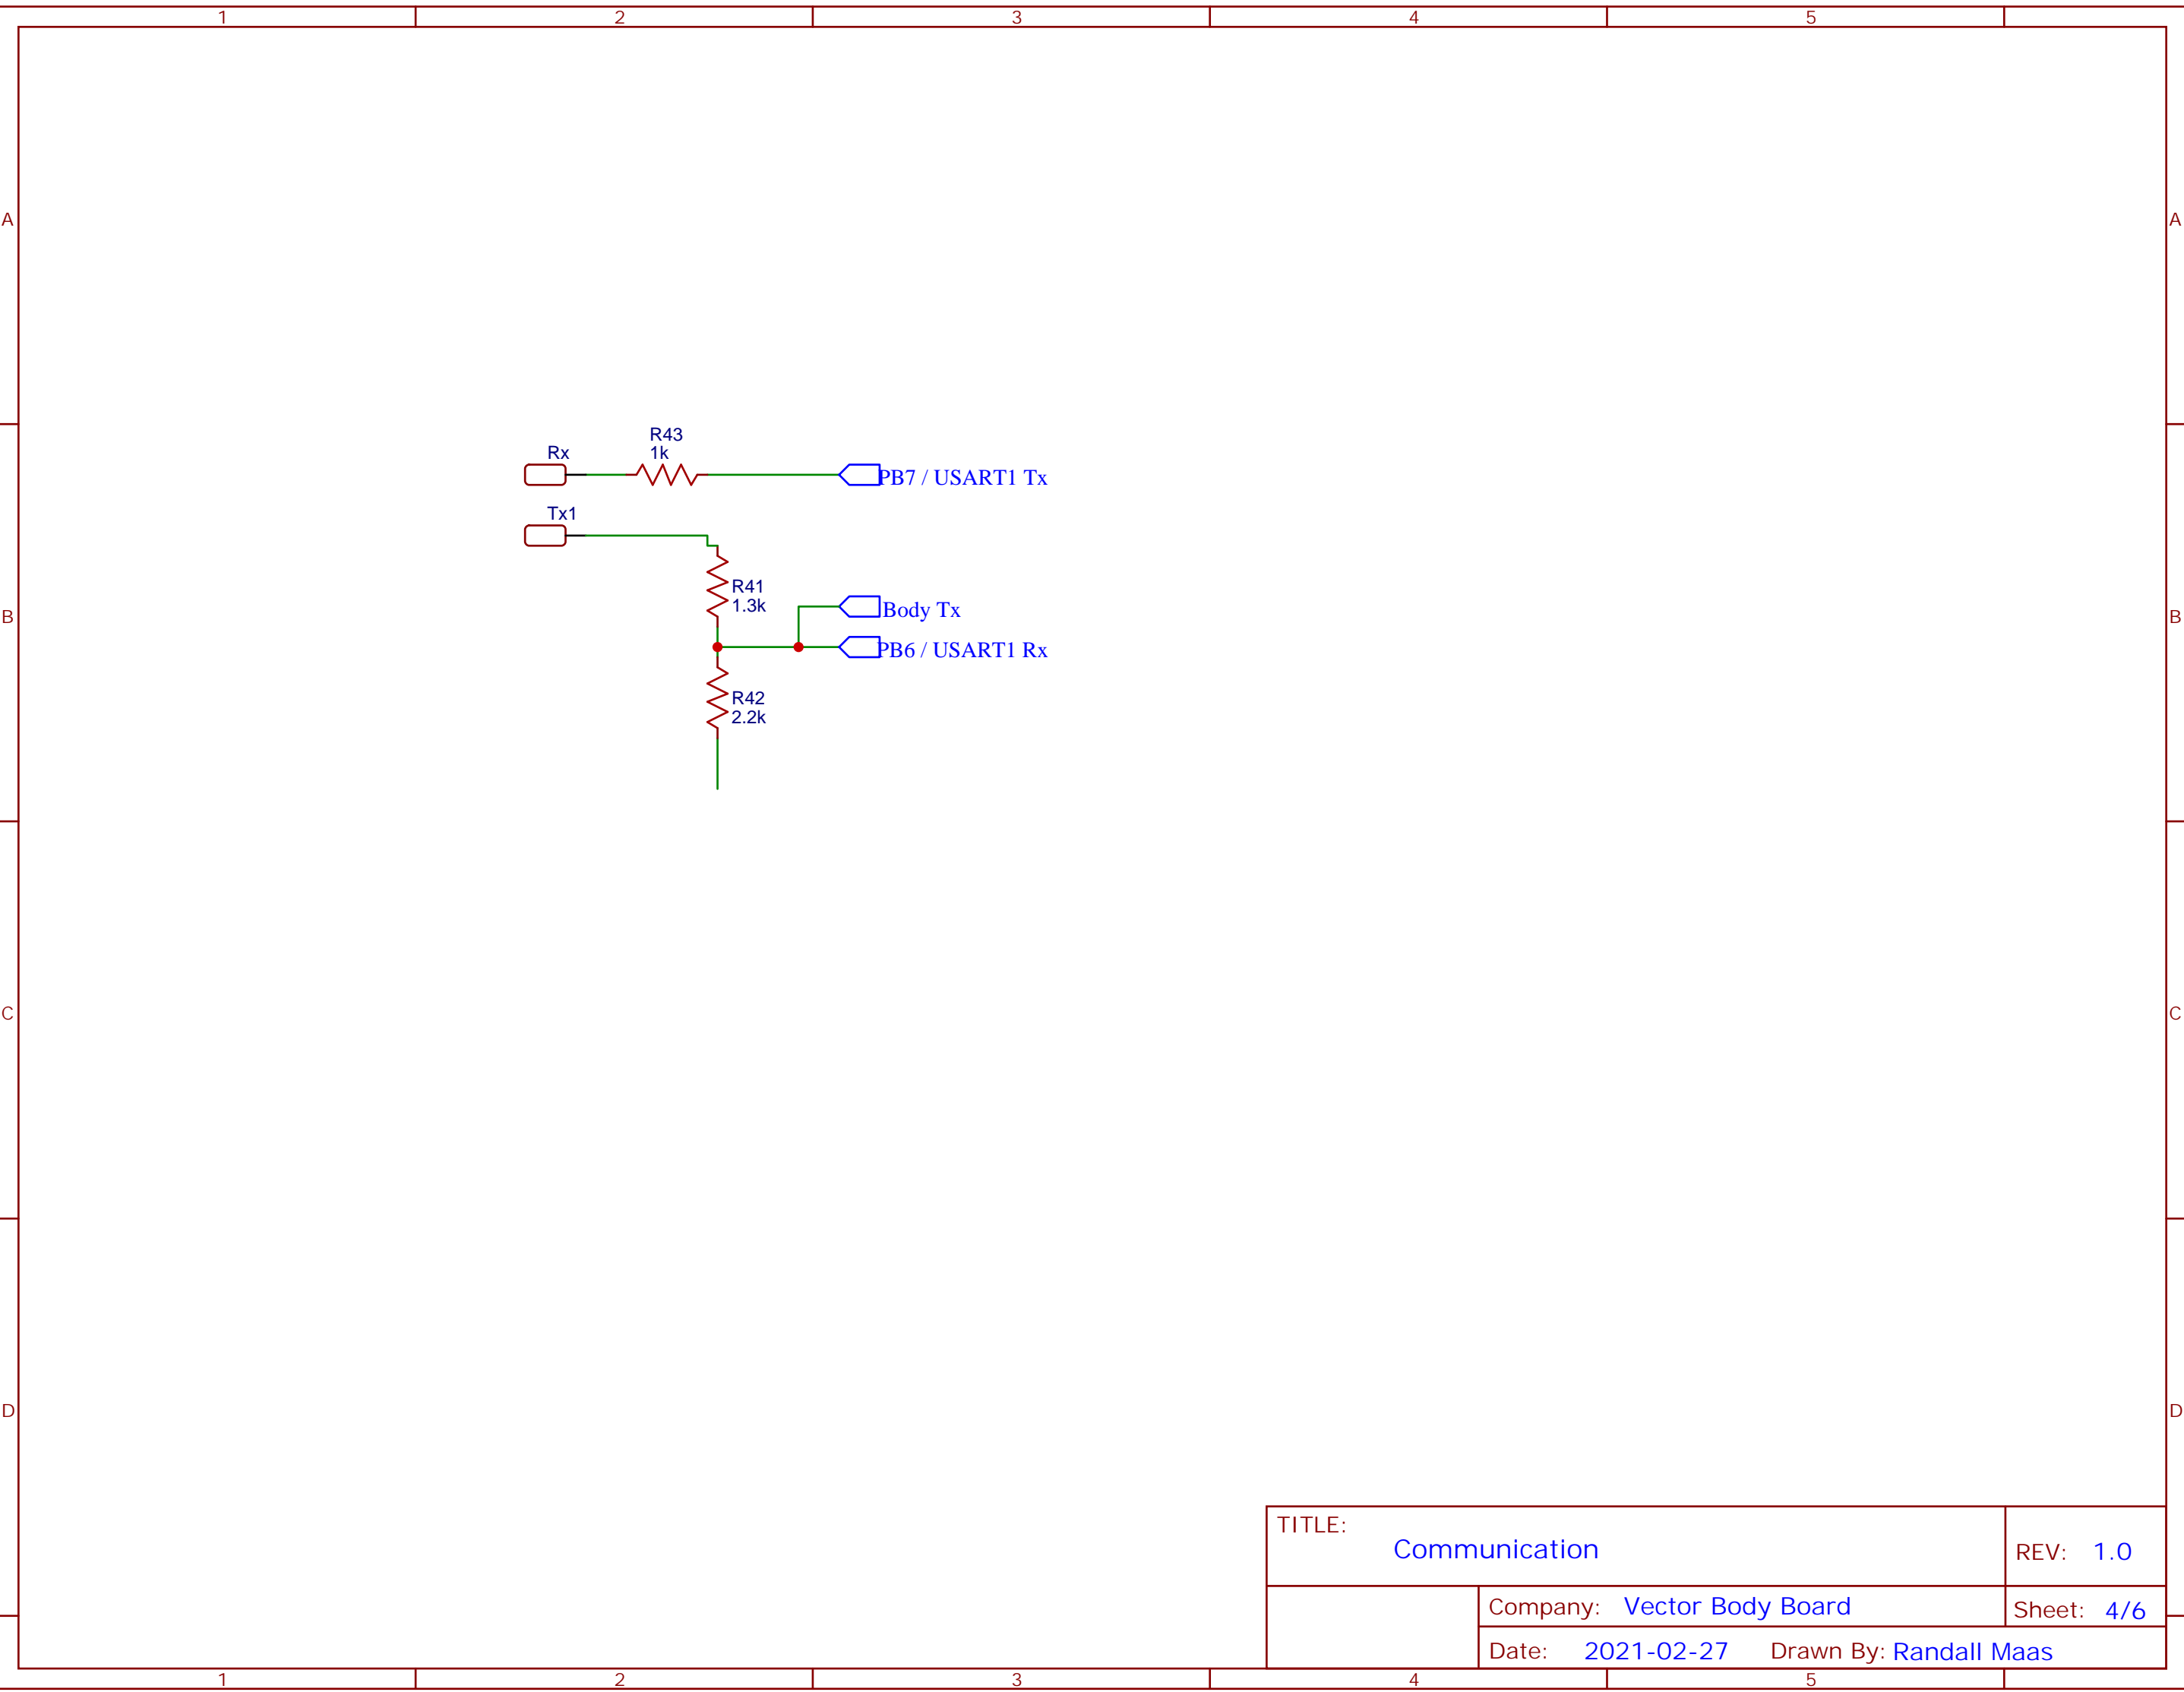 1 2 3 4 5
A A
R43
1k
Rx
PB7 / USART1 Tx
Tx1
R41
1.3k
Body Tx
B B
PB6 / USART1 Rx
R42
2.2k
C C
D D
TITLE:
Communication
REV: 1.0
Company: Vector Body Board
Sheet: 4/6
Date: 2021-02-27 Drawn By: Randall Maas
1 2 3 4 5